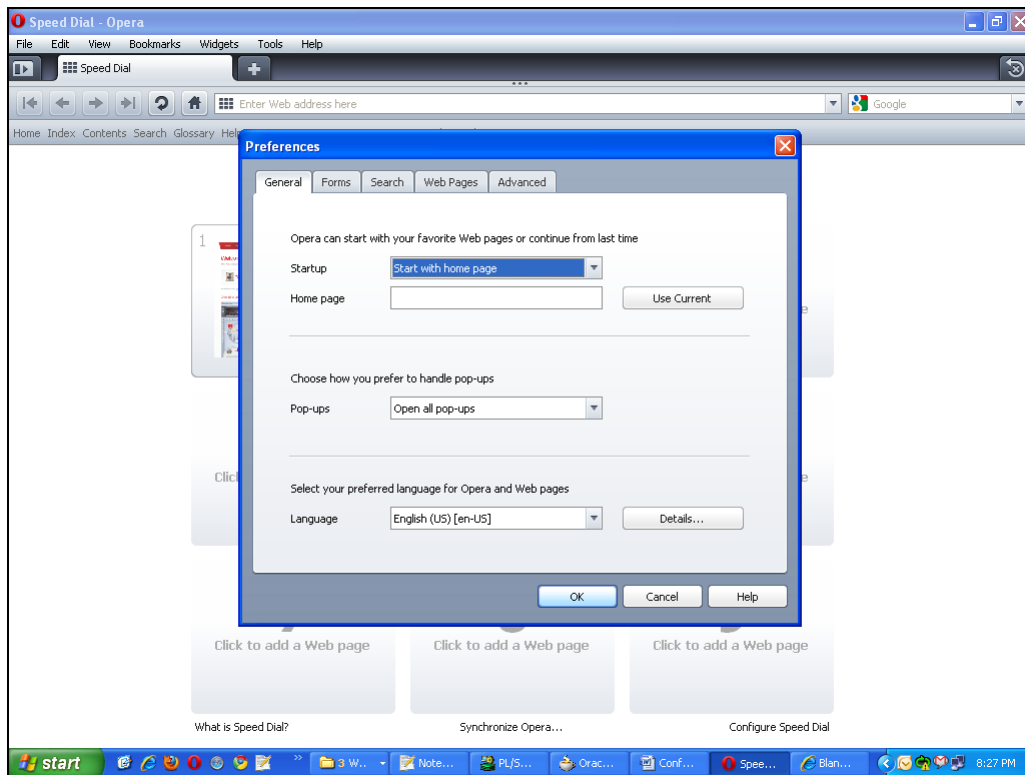 Speed Dial - Opera
File Edit View Bookmarks Widgets Tools Help
Speed Dial
Enter Web address here
Google
Home Index Contents Search Glossary
Preferences
General Forms Search Web Pages Advanced
1
Opera can start with your favorite Web pages or continue from last time
Startup Start with home page
Home page Use Current
Choose how you prefer to handle pop-ups
Pop-ups Open all pop-ups
Select your preferred language for Opera and Web pages
Language English (US) [en-US] Details...
OK Cancel Help
Click to add a Web page Click to add a Web page Click to add a Web page
What is Speed Dial? Synchronize Opera... Configure Speed Dial
start 3 W... Note... PL/S... Orac... Conf... Spee... Blan... 8:27 PM